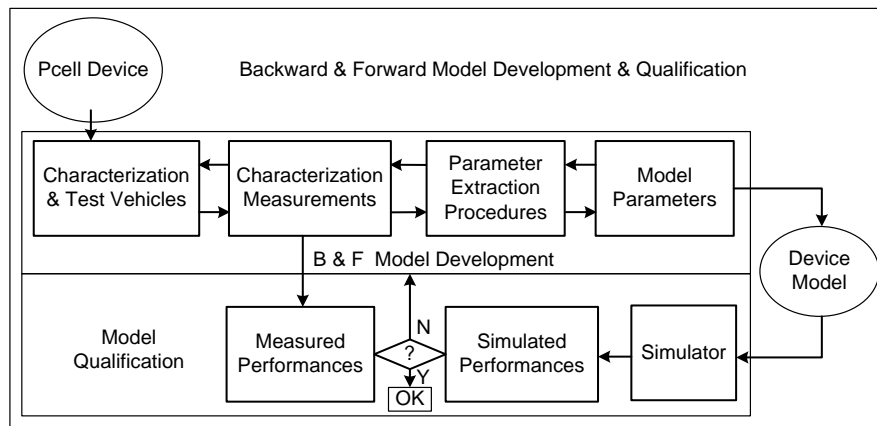 Pcell Device
Backward & Forward Model Development & Qualification
Characterization
& Test Vehicles
Characterization
Measurements
Parameter
Extraction
Procedures
Model
Parameters
B & F Model Development
Device
Model
Model
Qualification
Measured
Performances
N
?
Y
OK
Simulated
Performances
Simulator